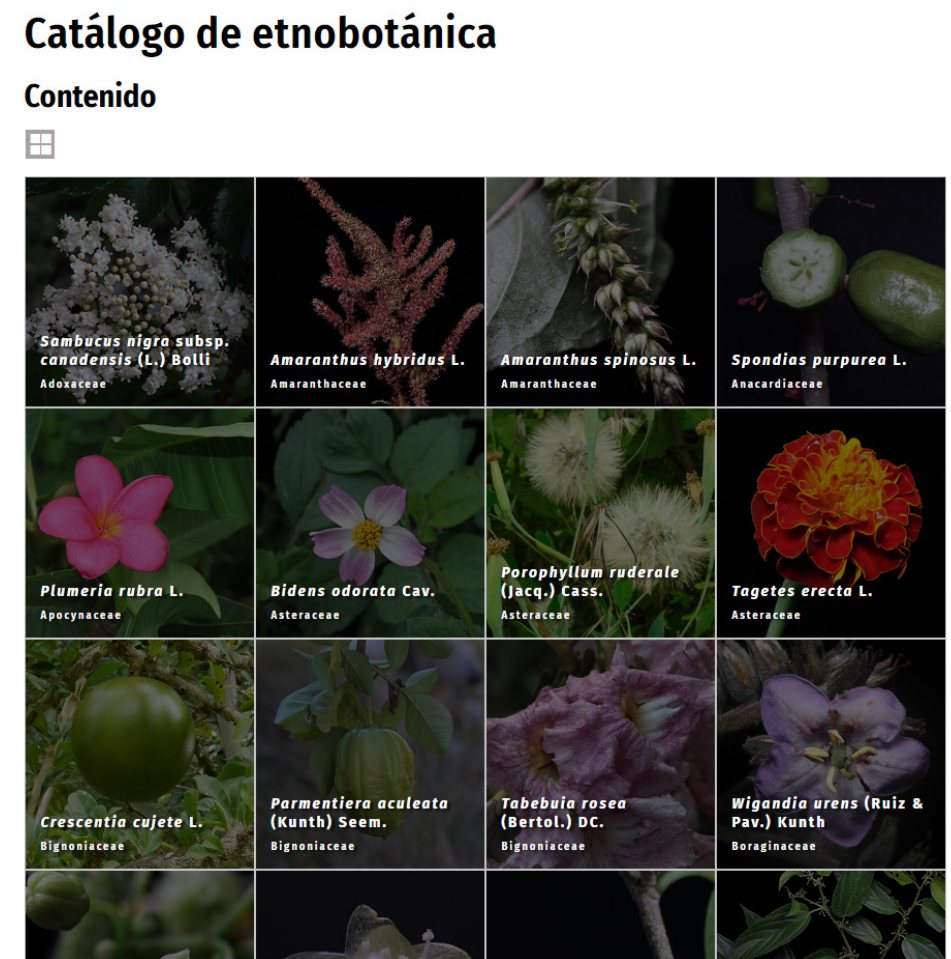 Catálogo de etnobotánica
Contenido
Sambucus nigra subsp.
canadensis (L.) Bolli
Adoxaceae
Amaranthus hybridus L.
Amaranthaceae
Amaranthus spinosus L.
Amaranthaceae
Spondias purpurea L.
Anacardiaceae
Plumeria rubra L.
Apocynaceae
Bidens odorata Cav.
Asteraceae
Porophyllum ruderale
(Jacq.) Cass.
Asteraceae
Tagetes erecta L.
Asteraceae
Crescentia cujete L.
Bignoniaceae
Parmentiera aculeata
(Kunth) Seem.
Bignoniaceae
Tabebuia rosea
(Bertol.) DC.
Bignoniaceae
Wigandia urens (Ruiz &
Pav.) Kunth
Boraginaceae